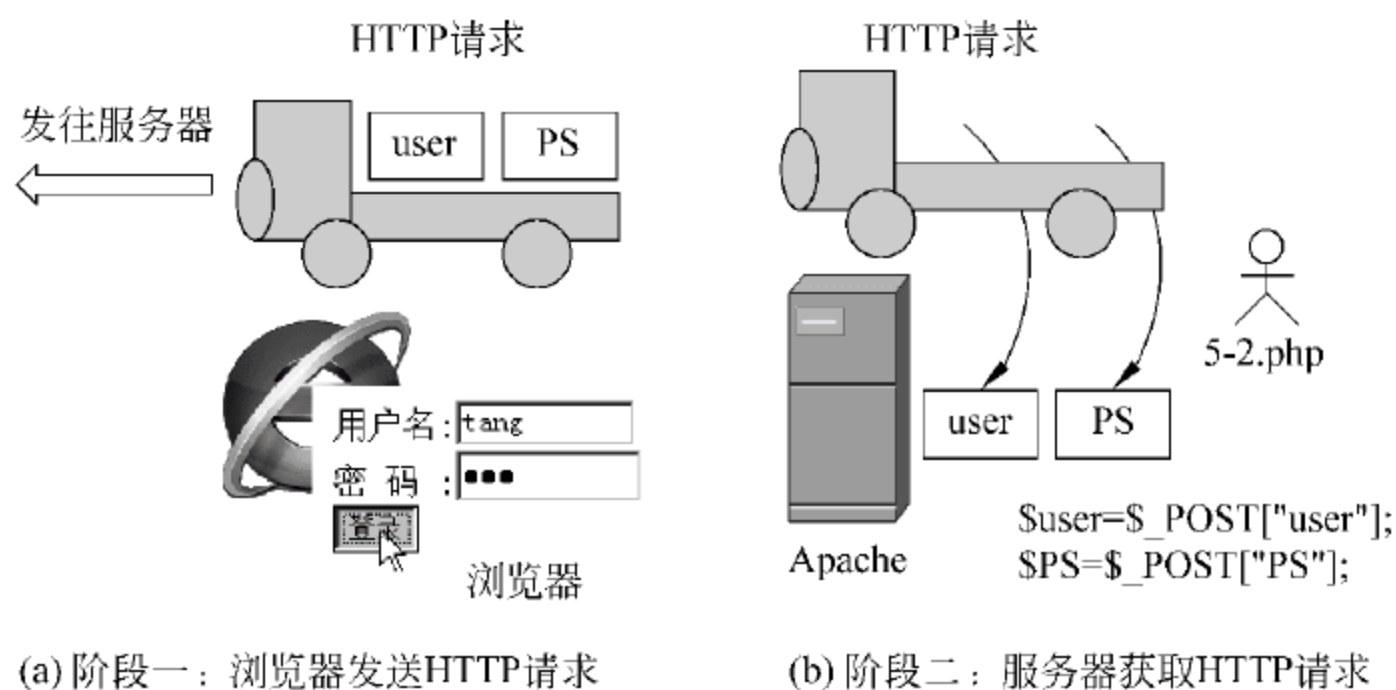 HTTP请求
发往服务器
user
PS
用户名:tang
密 码 :
登录
浏览器
(a) 阶段一：浏览器发送HTTP请求
HTTP请求
5-2.php
user
PS
Apache
$user=$_POST["user"];
$PS=$_POST["PS"];
(b) 阶段二：服务器获取HTTP请求